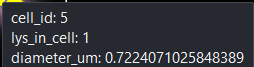 cell_id: 5
lys_in_cell: 1
diameter_um: 0.7224071025848389